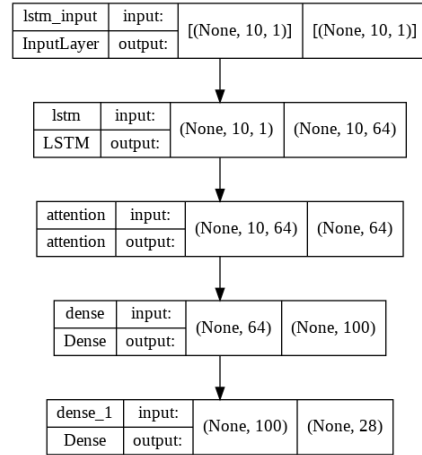 lstm_input input: [(None, 10, 1)] [(None, 10, 1)]
InputLayer output:
lstm input: (None, 10, 1) (None, 10, 64)
LSTM output:
attention input: (None, 10, 64) (None, 64)
attention output:
dense input: (None, 64) (None, 100)
Dense output:
dense_1 input: (None, 100) (None, 28)
Dense output: